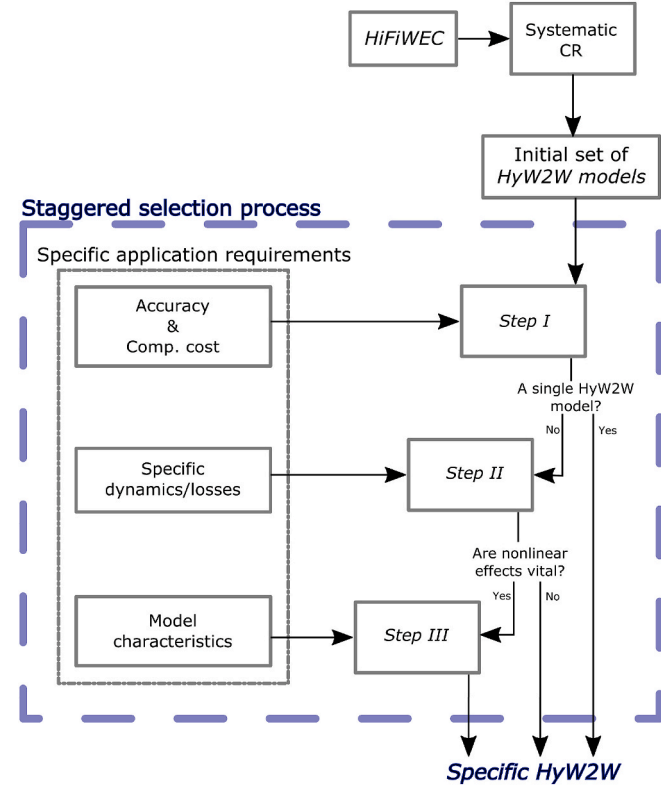 HiFiWEC
Systematic
CR
Initial set of
HyW2W models
Staggered selection process
Specific application requirements
Accuracy
&
Comp. cost
Step I
A single HyW2W
model?
No
Yes
Specific
dynamics/losses
Step II
Are nonlinear
effects vital?
Yes
No
Model
characteristics
Step III
Specific HyW2W